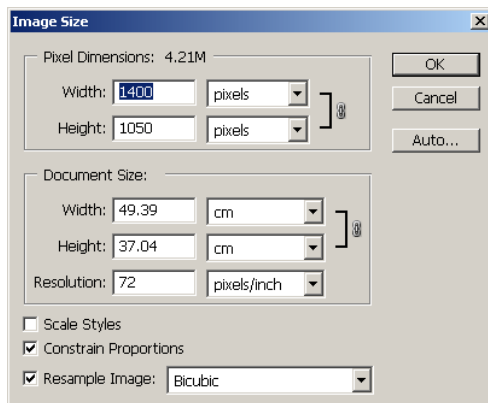 Image Size
Pixel Dimensions: 4.21M
OK
Width: 1400 pixels
Cancel
Height: 1050 pixels
Auto...
Document Size:
Width: 49.39 cm
Height: 37.04 cm
Resolution: 72 pixels/inch
Scale Styles
Constrain Proportions
Resample Image: Bicubic